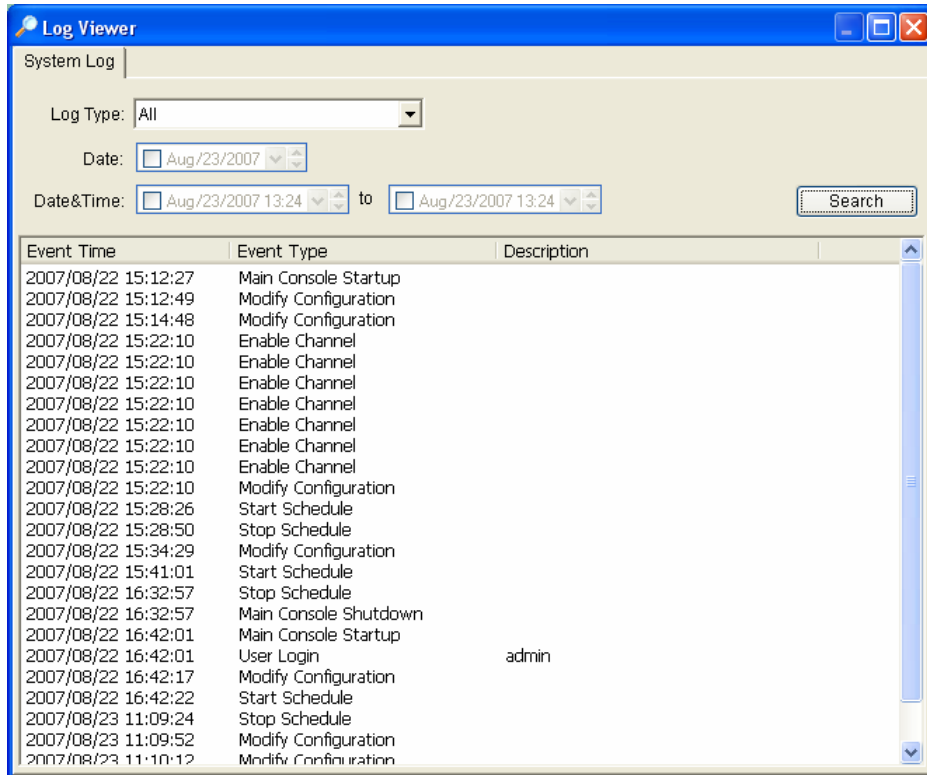 Log Viewer
System Log
Log Type: All
Date: Aug/23/2007
Date&Time: Aug/23/2007 13:24 to Aug/23/2007 13:24 Search
Event Time Event Type Description
2007/08/22 15:12:27 Main Console Startup
2007/08/22 15:12:49 Modify Configuration
2007/08/22 15:14:48 Modify Configuration
2007/08/22 15:22:10 Enable Channel
2007/08/22 15:22:10 Enable Channel
2007/08/22 15:22:10 Enable Channel
2007/08/22 15:22:10 Enable Channel
2007/08/22 15:22:10 Enable Channel
2007/08/22 15:22:10 Enable Channel
2007/08/22 15:22:10 Enable Channel
2007/08/22 15:22:10 Modify Configuration
2007/08/22 15:28:26 Start Schedule
2007/08/22 15:28:50 Stop Schedule
2007/08/22 15:34:29 Modify Configuration
2007/08/22 15:41:01 Start Schedule
2007/08/22 16:32:57 Stop Schedule
2007/08/22 16:32:57 Main Console Shutdown
2007/08/22 16:42:01 Main Console Startup
2007/08/22 16:42:01 User Login admin
2007/08/22 16:42:17 Modify Configuration
2007/08/22 16:42:22 Start Schedule
2007/08/23 11:09:24 Stop Schedule
2007/08/23 11:09:52 Modify Configuration
2007/08/23 11:10:12 Modify Configuration